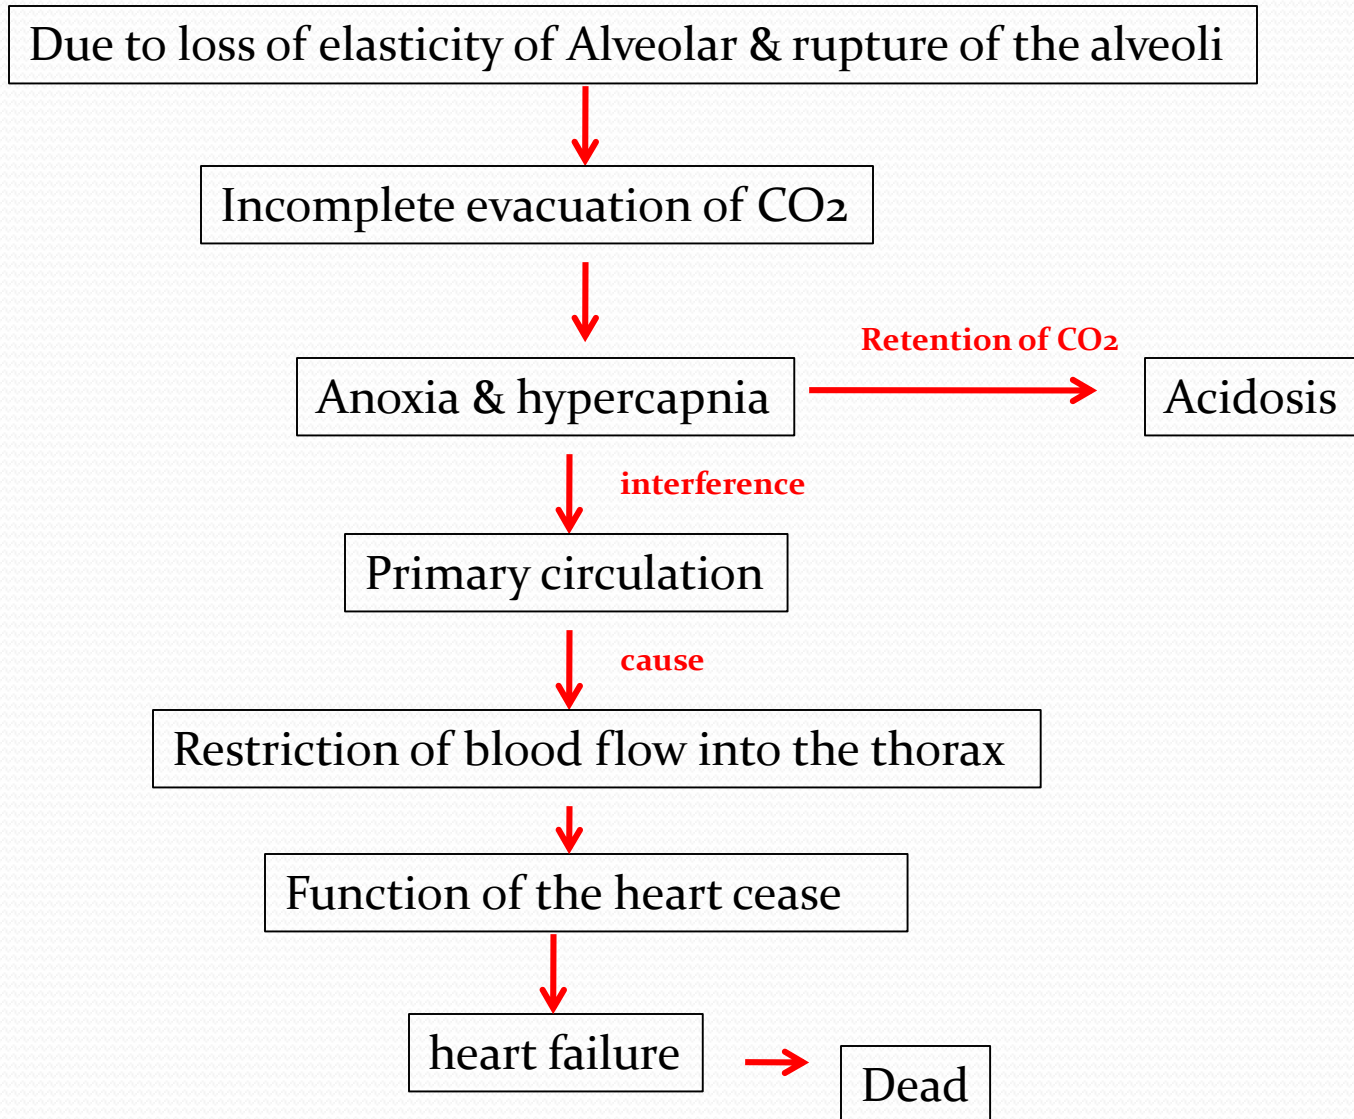 Due to loss of elasticity of Alveolar & rupture of the alveoli
Incomplete evacuation of CO2
Retention of CO2
Anoxia & hypercapnia
Acidosis
interference
Primary circulation
cause
Restriction of blood flow into the thorax
Function of the heart cease
heart failure
Dead